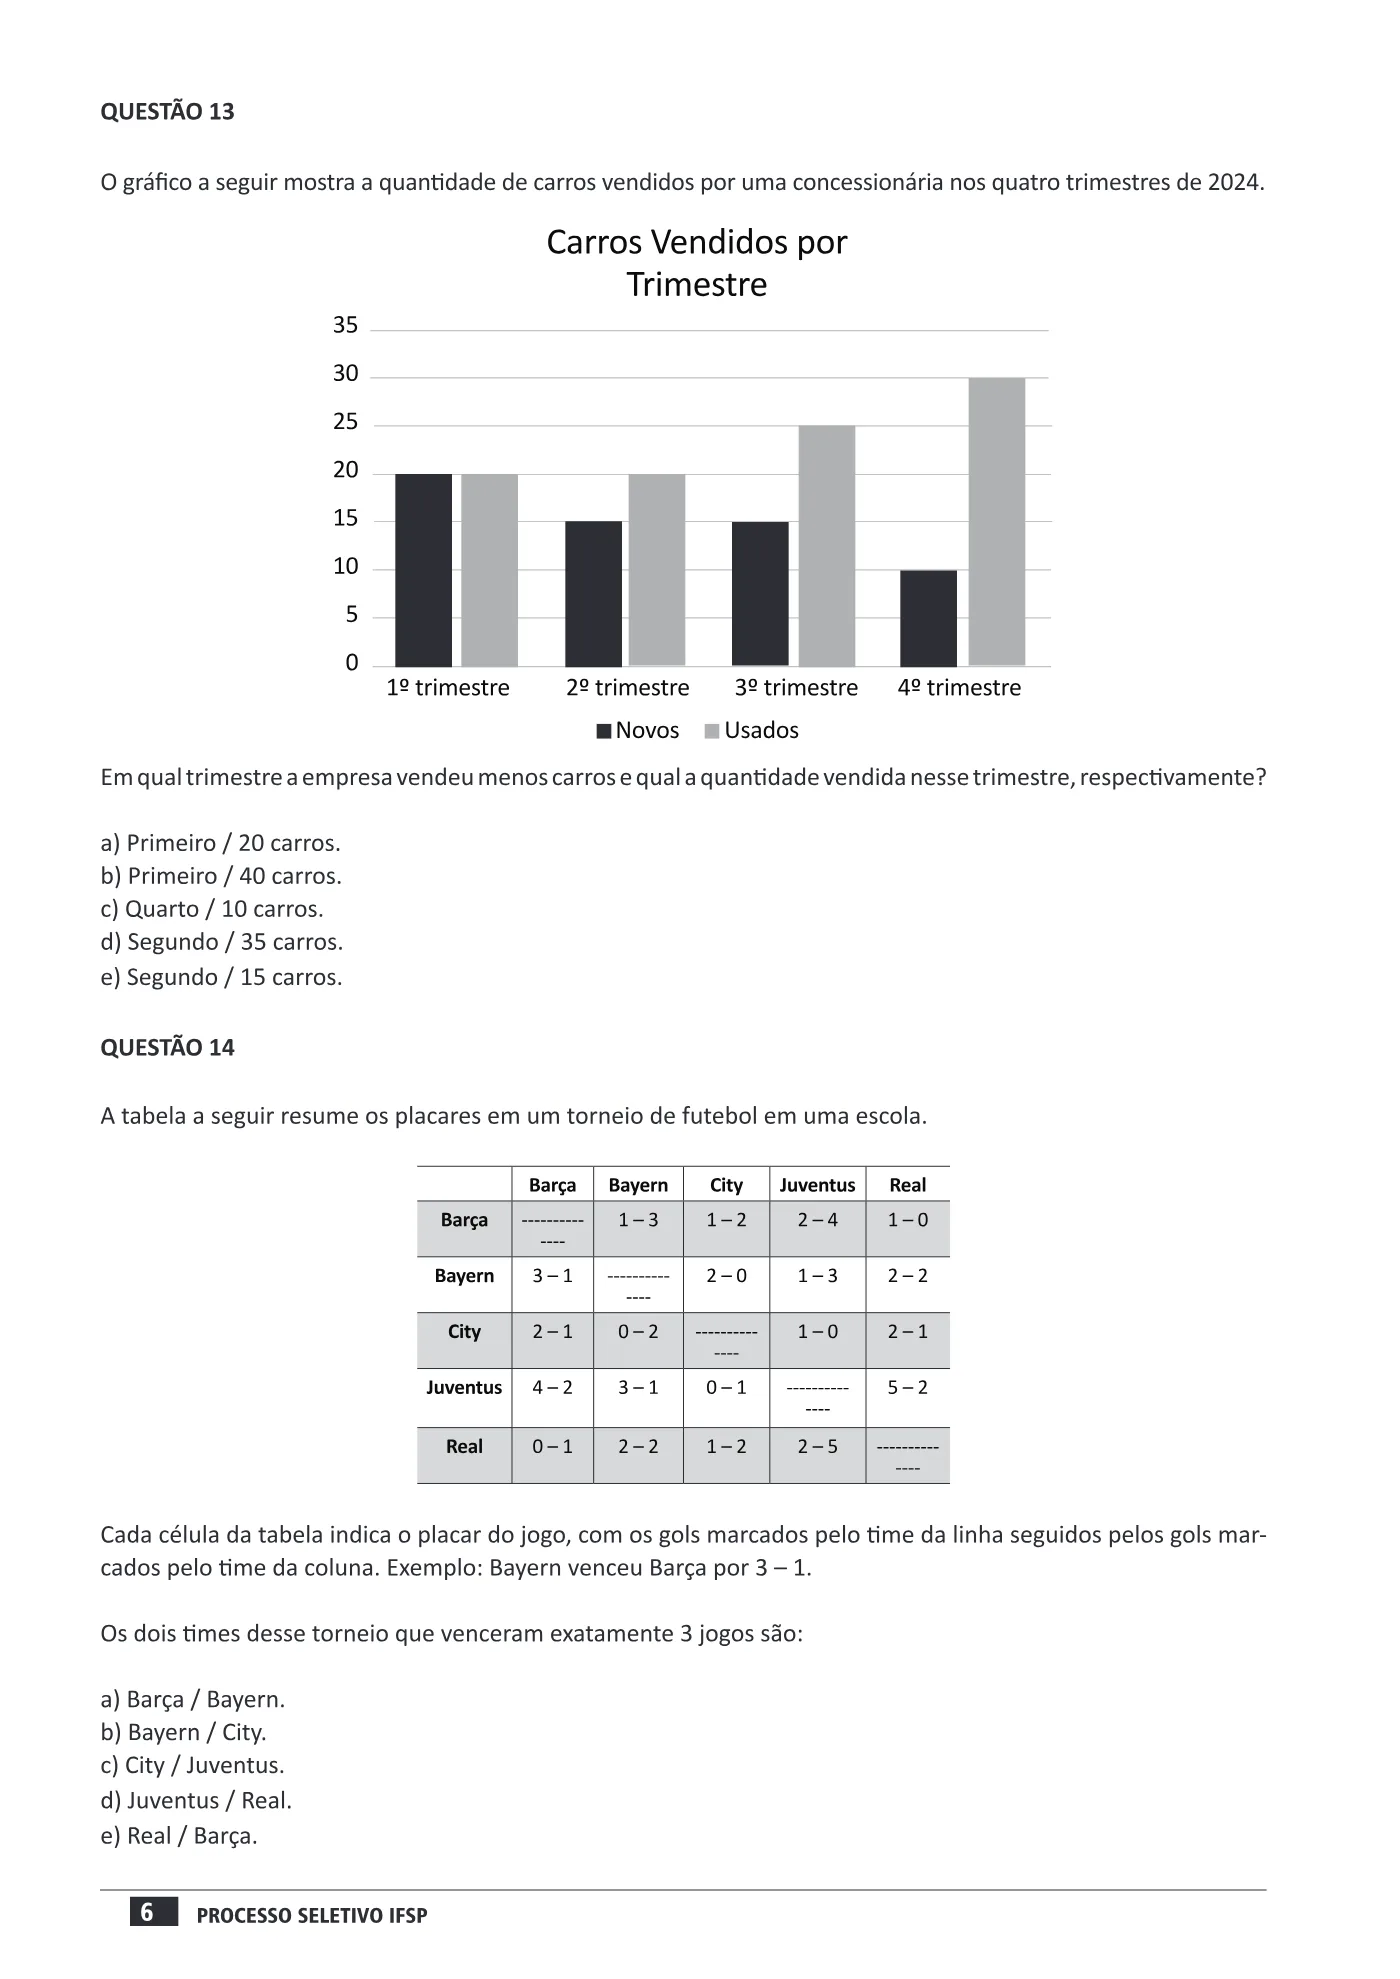 QUESTÃO 13
O gráfico a seguir mostra a quantidade de carros vendidos por uma concessionária nos quatro trimestres de 2024.
Carros Vendidos por
Trimestre
35
30
25
20
15
10
5
0
1º trimestre 2º trimestre 3º trimestre 4º trimestre
Novos Usados
Em qual trimestre a empresa vendeu menos carros e qual a quantidade vendida nesse trimestre, respectivamente?
a) Primeiro / 20 carros.
b) Primeiro / 40 carros.
c) Quarto / 10 carros.
d) Segundo / 35 carros.
e) Segundo / 15 carros.
QUESTÃO 14
A tabela a seguir resume os placares em um torneio de futebol em uma escola.
Barça Bayern City Juventus Real
Barça -------------- 1 – 3 1 – 2 2 – 4 1 – 0
Bayern 3 – 1 -------------- 2 – 0 1 – 3 2 – 2
City 2 – 1 0 – 2 -------------- 1 – 0 2 – 1
Juventus 4 – 2 3 – 1 0 – 1 -------------- 5 – 2
Real 0 – 1 2 – 2 1 – 2 2 – 5 --------------
Cada célula da tabela indica o placar do jogo, com os gols marcados pelo time da linha seguidos pelos gols mar-
cados pelo time da coluna. Exemplo: Bayern venceu Barça por 3 – 1.
Os dois times desse torneio que venceram exatamente 3 jogos são:
a) Barça / Bayern.
b) Bayern / City.
c) City / Juventus.
d) Juventus / Real.
e) Real / Barça.
6 PROCESSO SELETIVO IFSP